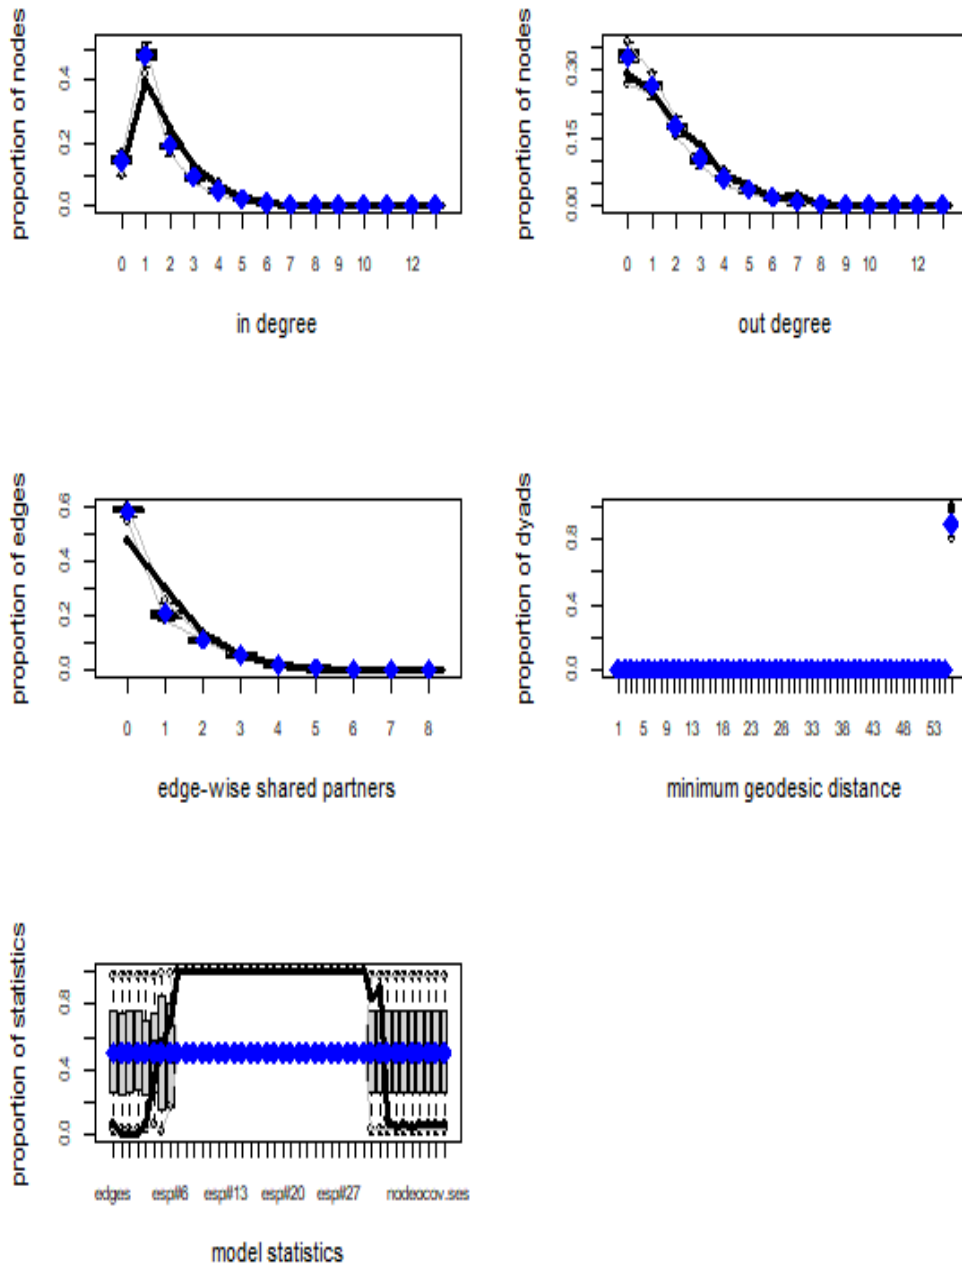 proportion of nodes
0.0 0.2 0.4
0 1 2 3 4 5 6 7 8 9 10 12
in degree
proportion of nodes
0.00 0.15 0.30
0 1 2 3 4 5 6 7 8 9 10 12
out degree
proportion of edges
0.0 0.2 0.4 0.6
0 1 2 3 4 5 6 7 8
edge-wise shared partners
proportion of dyads
0.0 0.4 0.8
1 5 9 13 18 23 28 33 38 43 48 53
minimum geodesic distance
proportion of statistics
0.0 0.4 0.8
edges esp#6 esp#13 esp#20 esp#27 nodeocov.ses
model statistics